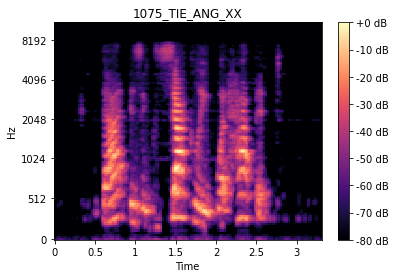 1075_TIE_ANG_XX
+0 dB
8192
-10 dB
4096
-20 dB
-30 dB
2048
Hz
-40 dB
1024
-50 dB
-60 dB
512
-70 dB
0
-80 dB
0 0.5 1 1.5 2 2.5 3
Time